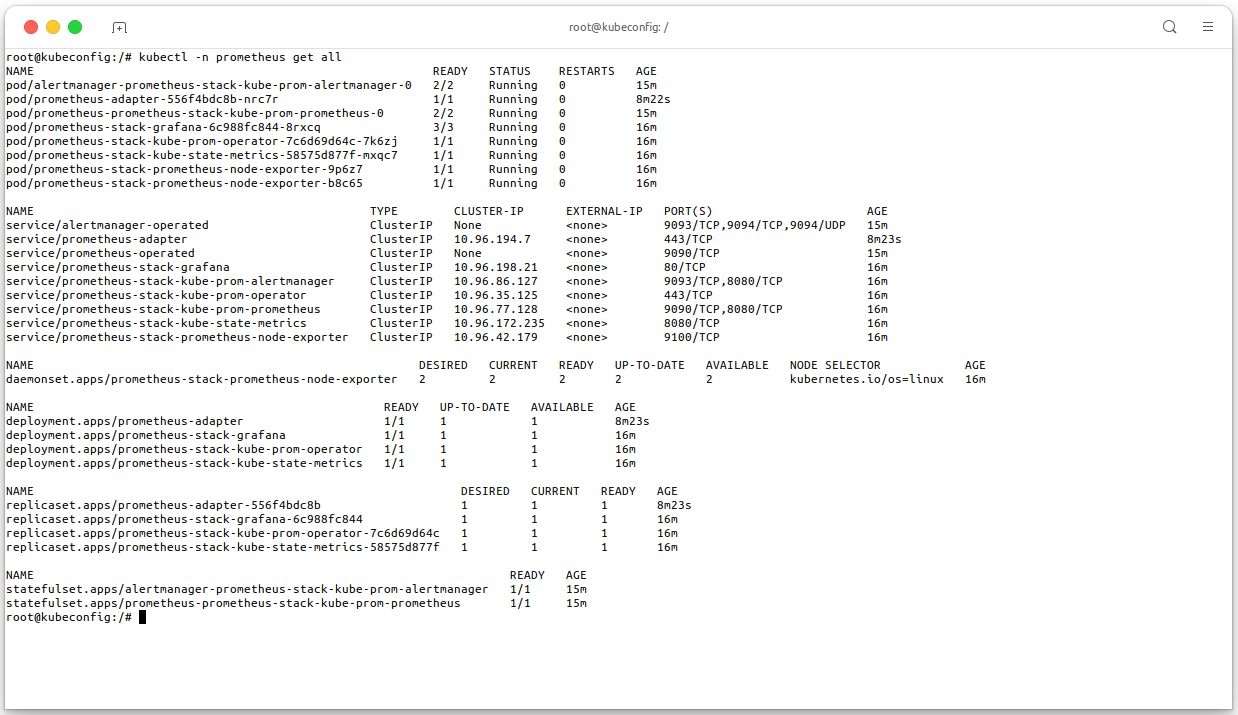 root@kubeconfig: /
root@kubeconfig:/# kubectl -n prometheus get all
NAME                                                         READY   STATUS    RESTARTS   AGE
pod/alertmanager-prometheus-stack-kube-prom-alertmanager-0   2/2     Running   0          15m
pod/prometheus-adapter-556f4bdc8b-nrc7r                      1/1     Running   0          8m22s
pod/prometheus-prometheus-stack-kube-prom-prometheus-0       2/2     Running   0          15m
pod/prometheus-stack-grafana-6c988fc844-8rxcq                3/3     Running   0          16m
pod/prometheus-stack-kube-prom-operator-7c6d69d64c-7k6zj     1/1     Running   0          16m
pod/prometheus-stack-kube-state-metrics-58575d877f-mxqc7     1/1     Running   0          16m
pod/prometheus-stack-prometheus-node-exporter-9p6z7          1/1     Running   0          16m
pod/prometheus-stack-prometheus-node-exporter-b8c65          1/1     Running   0          16m

NAME                                                TYPE        CLUSTER-IP      EXTERNAL-IP   PORT(S)                      AGE
service/alertmanager-operated                       ClusterIP   None            <none>        9093/TCP,9094/TCP,9094/UDP   15m
service/prometheus-adapter                          ClusterIP   10.96.194.7     <none>        443/TCP                      8m23s
service/prometheus-operated                         ClusterIP   None            <none>        9090/TCP                     15m
service/prometheus-stack-grafana                    ClusterIP   10.96.198.21    <none>        80/TCP                       16m
service/prometheus-stack-kube-prom-alertmanager     ClusterIP   10.96.86.127    <none>        9093/TCP,8080/TCP            16m
service/prometheus-stack-kube-prom-operator         ClusterIP   10.96.35.125    <none>        443/TCP                      16m
service/prometheus-stack-kube-prom-prometheus       ClusterIP   10.96.77.128    <none>        9090/TCP,8080/TCP            16m
service/prometheus-stack-kube-state-metrics         ClusterIP   10.96.172.235   <none>        8080/TCP                     16m
service/prometheus-stack-prometheus-node-exporter   ClusterIP   10.96.42.179    <none>        9100/TCP                     16m

NAME                                                       DESIRED   CURRENT   READY   UP-TO-DATE   AVAILABLE   NODE SELECTOR            AGE
daemonset.apps/prometheus-stack-prometheus-node-exporter   2         2         2       2            2           kubernetes.io/os=linux   16m

NAME                                                  READY   UP-TO-DATE   AVAILABLE   AGE
deployment.apps/prometheus-adapter                    1/1     1            1           8m23s
deployment.apps/prometheus-stack-grafana              1/1     1            1           16m
deployment.apps/prometheus-stack-kube-prom-operator   1/1     1            1           16m
deployment.apps/prometheus-stack-kube-state-metrics   1/1     1            1           16m

NAME                                                             DESIRED   CURRENT   READY   AGE
replicaset.apps/prometheus-adapter-556f4bdc8b                    1         1         1       8m23s
replicaset.apps/prometheus-stack-grafana-6c988fc844              1         1         1       16m
replicaset.apps/prometheus-stack-kube-prom-operator-7c6d69d64c   1         1         1       16m
replicaset.apps/prometheus-stack-kube-state-metrics-58575d877f   1         1         1       16m

NAME                                                                    READY   AGE
statefulset.apps/alertmanager-prometheus-stack-kube-prom-alertmanager   1/1     15m
statefulset.apps/prometheus-prometheus-stack-kube-prom-prometheus       1/1     15m
root@kubeconfig:/#